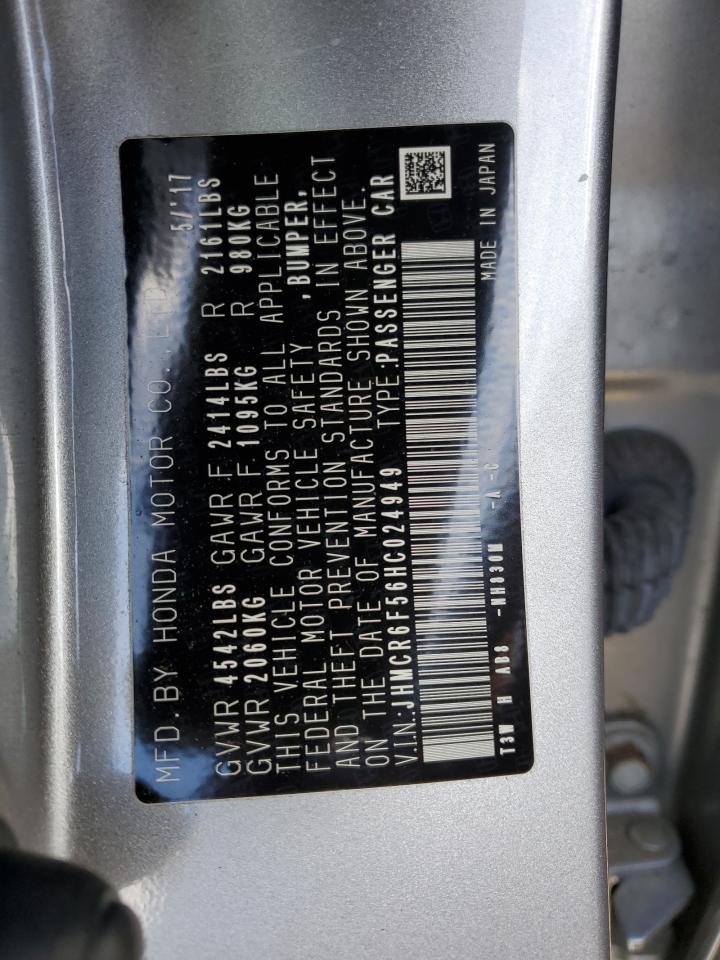 MFD. BY HONDA MOTOR CO., LTD. 5/'17
GVWR 4542LBS GAWR F 2414LBS R 2161LBS
GVWR 2060KG GAWR F 1095KG R 980KG
THIS VEHICLE CONFORMS TO ALL APPLICABLE
FEDERAL MOTOR VEHICLE SAFETY ,BUMPER,
AND THEFT PREVENTION STANDARDS IN EFFECT
ON THE DATE OF MANUFACTURE SHOWN ABOVE.
V.I.N:JHMCR6F56HC024949 TYPE:PASSENGER CAR
T3W H AB8 -NH830M -A -C MADE IN JAPAN